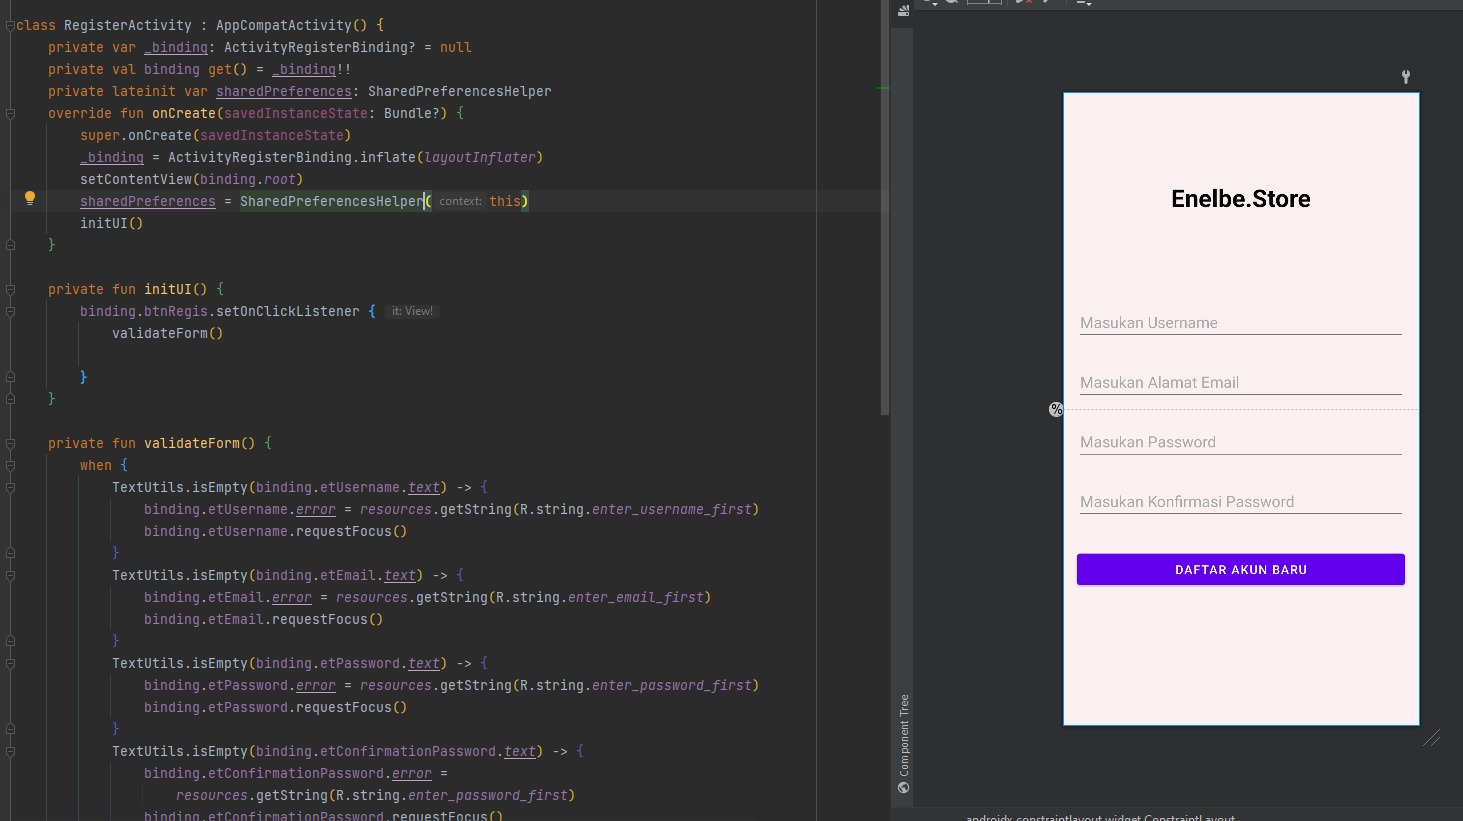 class RegisterActivity : AppCompatActivity() {
private var _binding: ActivityRegisterBinding? = null
private val binding get() = _binding!!
private lateinit var sharedPreferences: SharedPreferencesHelper
override fun onCreate(savedInstanceState: Bundle?) {
super.onCreate(savedInstanceState)
_binding = ActivityRegisterBinding.inflate(layoutInflater)
setContentView(binding.root)
sharedPreferences = SharedPreferencesHelper( context: this)
initUI()
}
private fun initUI() {
binding.btnRegis.setOnClickListener { it: View!
validateForm()
}
}
private fun validateForm() {
when {
TextUtils.isEmpty(binding.etUsername.text) -> {
binding.etUsername.error = resources.getString(R.string.enter_username_first)
binding.etUsername.requestFocus()
}
TextUtils.isEmpty(binding.etEmail.text) -> {
binding.etEmail.error = resources.getString(R.string.enter_email_first)
binding.etEmail.requestFocus()
}
TextUtils.isEmpty(binding.etPassword.text) -> {
binding.etPassword.error = resources.getString(R.string.enter_password_first)
binding.etPassword.requestFocus()
}
TextUtils.isEmpty(binding.etConfirmationPassword.text) -> {
binding.etConfirmationPassword.error =
resources.getString(R.string.enter_password_first)
binding.etConfirmationPassword.requestFocus()
Component Tree
Enelbe.Store
Masukan Username
Masukan Alamat Email
%
Masukan Password
Masukan Konfirmasi Password
DAFTAR AKUN BARU
androidx.constraintlayout.widget.ConstraintLayout